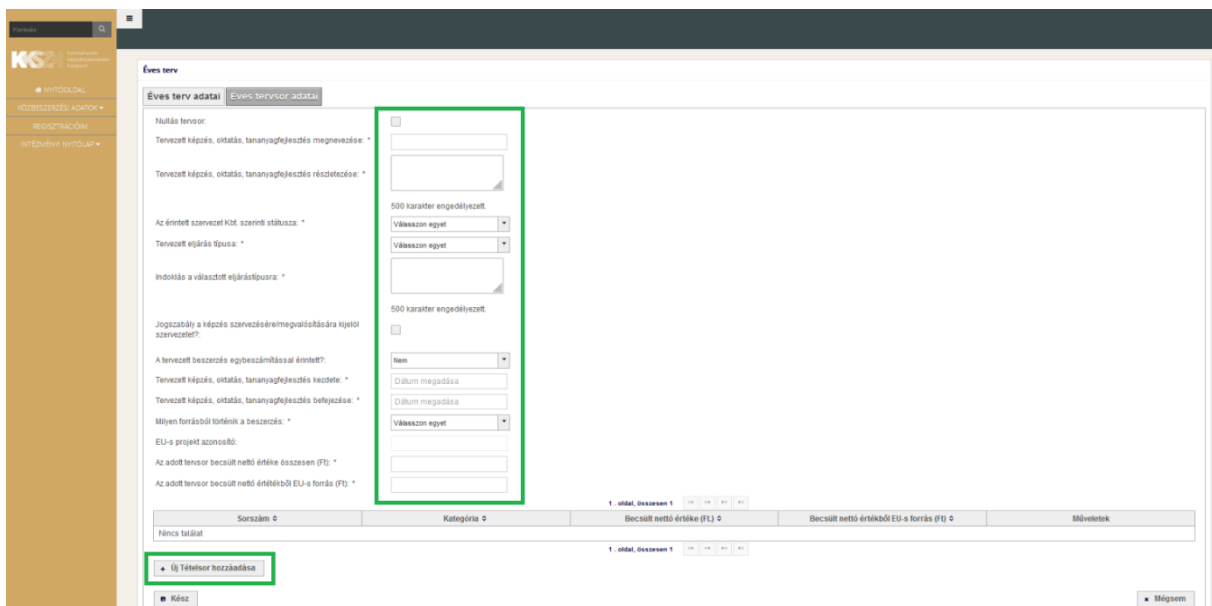 Keresés
KKSZK
Éves terv
NYITÓOLDAL
KÖZBESZERZÉSI ADATOK
REGISZTRÁCIÓIM
INTÉZMÉNYI NYITÓLAP
Éves terv adatai Éves tervsor adatai
Nullás tervsor:
Tervezett képzés, oktatás, tananyagfejlesztés megnevezése: *
Tervezett képzés, oktatás, tananyagfejlesztés részletezése: *
500 karakter engedélyezett.
Az érintett szervezet Kbt. szerinti státusza: * Válasszon egyet
Tervezett eljárás típusa: * Válasszon egyet
Indoklás a választott eljárástípusra: *
500 karakter engedélyezett.
Jogszabály a képzés szervezésére/megvalósítására kijelöl
szervezetet?:
A tervezett beszerzés egybeszámítással érintett?: Nem
Tervezett képzés, oktatás, tananyagfejlesztés kezdete: * Dátum megadása
Tervezett képzés, oktatás, tananyagfejlesztés befejezése: * Dátum megadása
Milyen forrásból történik a beszerzés: * Válasszon egyet
EU-s projekt azonosító:
Az adott tervsor becsült nettó értéke összesen (Ft): *
Az adott tervsor becsült nettó értétékből EU-s forrás (Ft): *
1 . oldal, összesen 1
Sorszám Kategória Becsült nettó értéke (Ft.) Becsült nettó értékből EU-s forrás (Ft) Műveletek
Nincs találat
1 . oldal, összesen 1
+ Új Tételsor hozzáadása
Kész x Mégsem